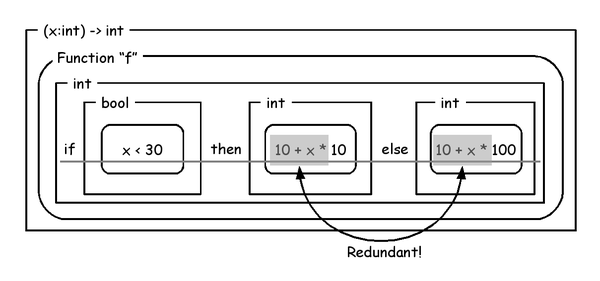 (x:int) -> int
Function “f”
int
bool int int
if x < 30 then 10 + x * 10 else 10 + x * 100
Redundant!